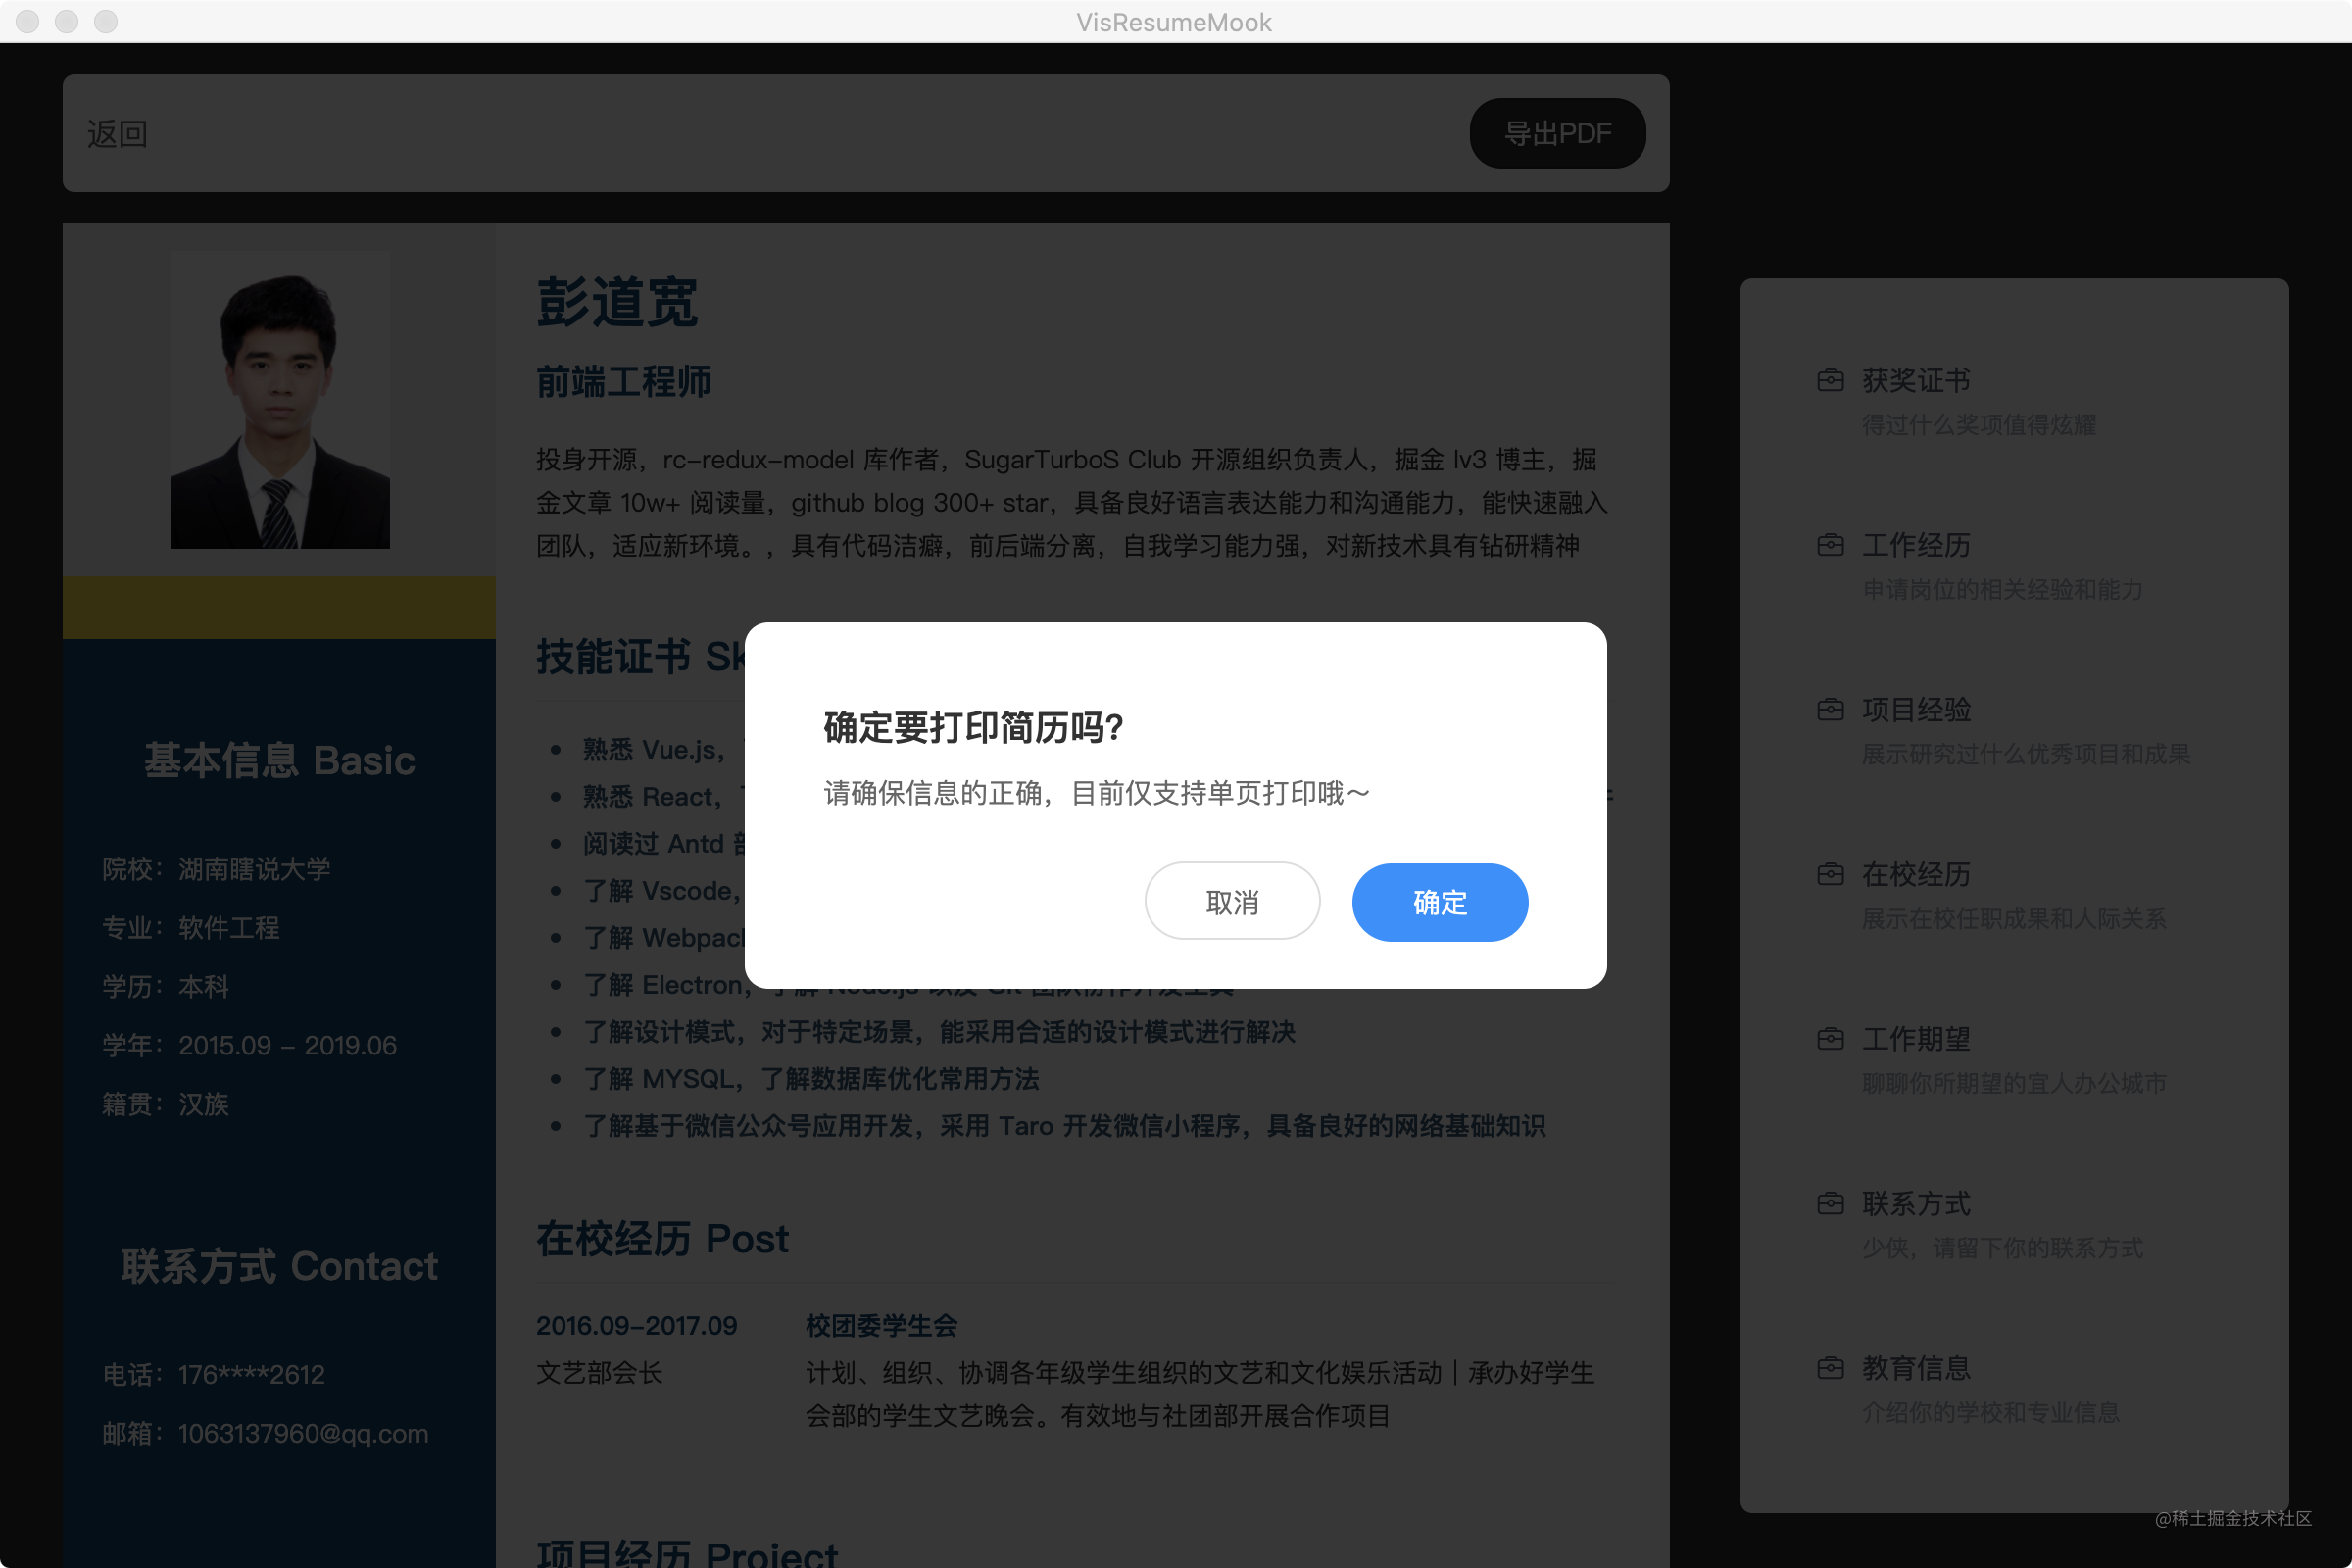 VisResumeMook
返回
导出PDF
彭道宽
前端工程师
投身开源，rc-redux-model 库作者，SugarTurboS Club 开源组织负责人，掘金 lv3 博主，掘
金文章 10w+ 阅读量，github blog 300+ star，具备良好语言表达能力和沟通能力，能快速融入
团队，适应新环境。，具有代码洁癖，前后端分离，自我学习能力强，对新技术具有钻研精神
技能证书 Sk
熟悉 Vue.js，
熟悉 React，
阅读过 Antd
了解 Vscode，
了解 Webpack
了解 Electron，了解 Node.js 以及 Git 团队协作开发工具
了解设计模式，对于特定场景，能采用合适的设计模式进行解决
了解 MYSQL，了解数据库优化常用方法
了解基于微信公众号应用开发，采用 Taro 开发微信小程序，具备良好的网络基础知识
在校经历 Post
2016.09-2017.09 校团委学生会
文艺部会长 计划、组织、协调各年级学生组织的文艺和文化娱乐活动｜承办好学生
会部的学生文艺晚会。有效地与社团部开展合作项目
项目经历 Project
基本信息 Basic
院校：湖南瞎说大学
专业：软件工程
学历：本科
学年：2015.09 - 2019.06
籍贯：汉族
联系方式 Contact
电话：176****2612
邮箱：1063137960@qq.com
确定要打印简历吗?
请确保信息的正确，目前仅支持单页打印哦～
取消
确定
获奖证书
得过什么奖项值得炫耀
工作经历
申请岗位的相关经验和能力
项目经验
展示研究过什么优秀项目和成果
在校经历
展示在校任职成果和人际关系
工作期望
聊聊你所期望的宜人办公城市
联系方式
少侠，请留下你的联系方式
教育信息
介绍你的学校和专业信息
@稀土掘金技术社区